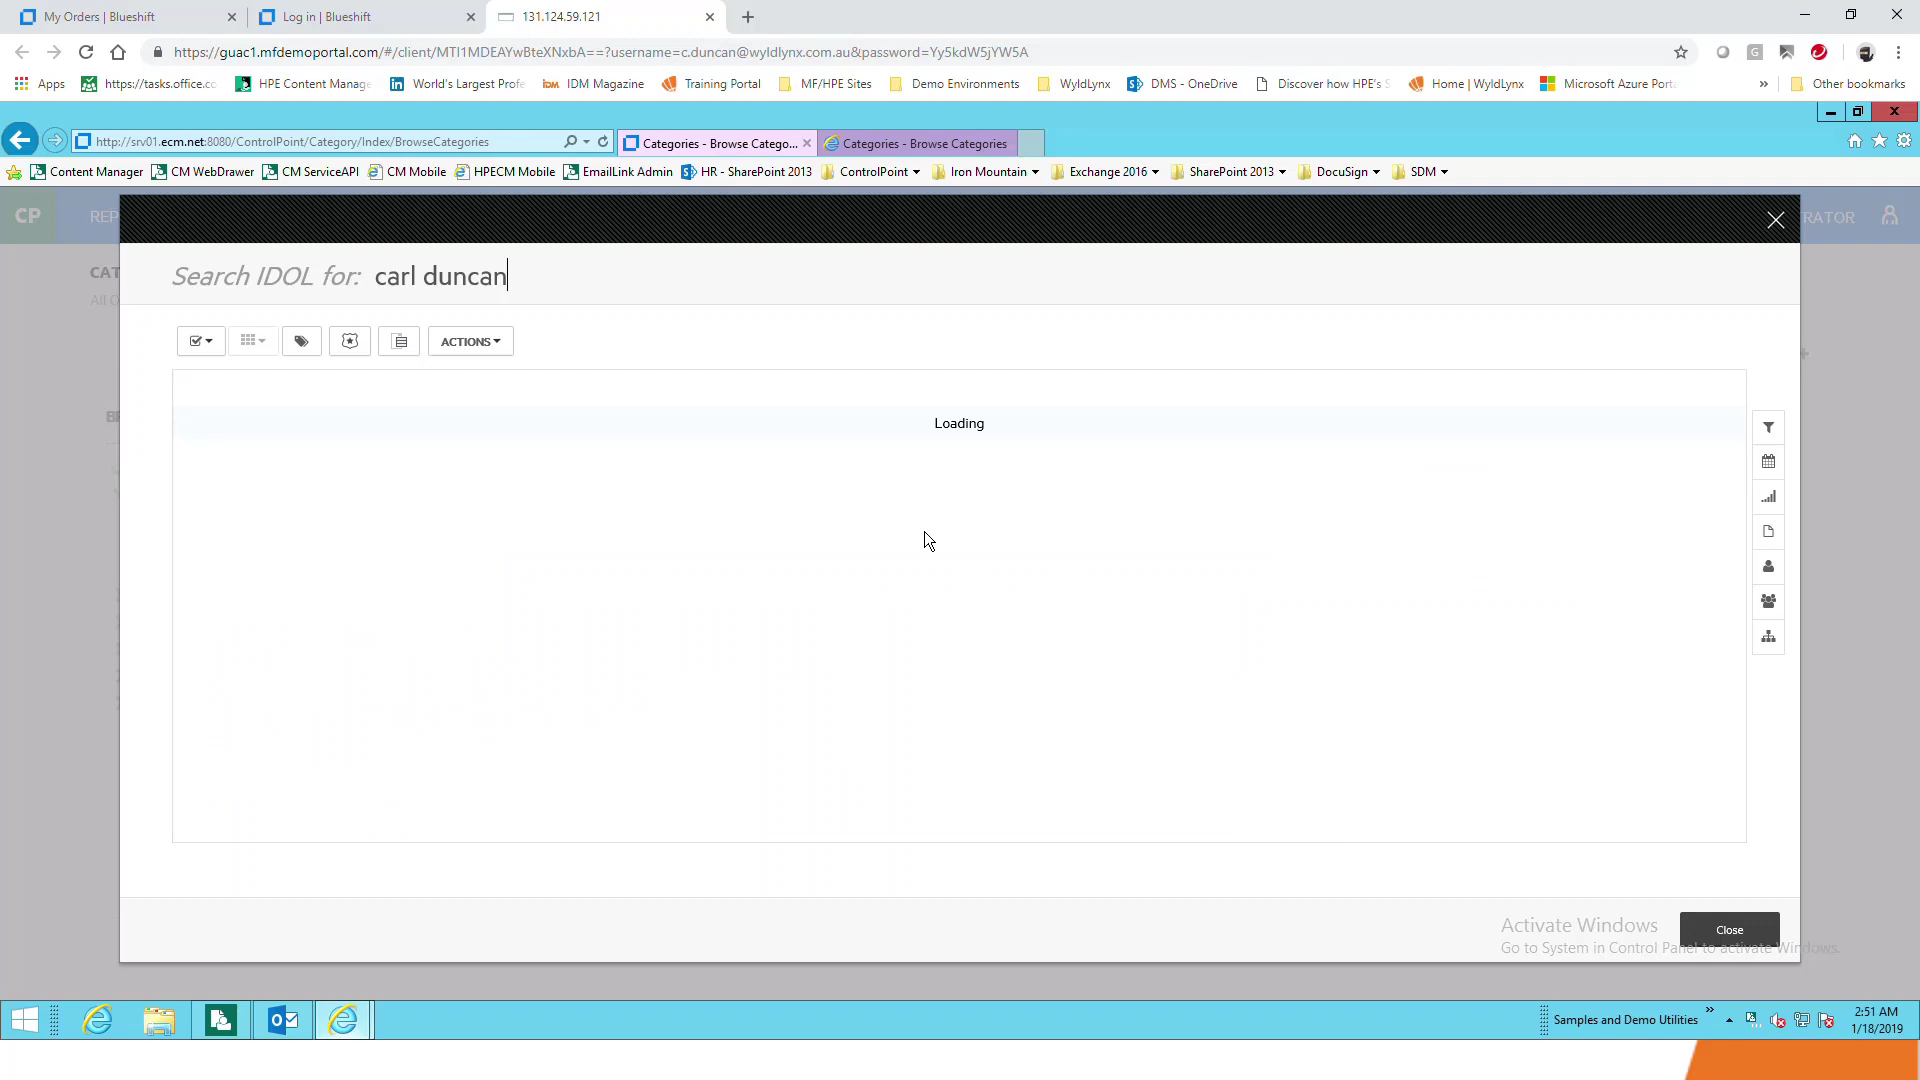 My Orders | Blueshift
Log in | Blueshift
131.124.59.121
https://guac1.mfdemoportal.com/#/client/MTI1MDEAYwBteXNxbA==?username=c.duncan@wyldlynx.com.au&password=Yy5kdW5jYW5A
Apps
https://tasks.office.cc
HPE Content Manage
World's Largest Profe
IDM Magazine
Training Portal
MF/HPE Sites
Demo Environments
WyldLynx
DMS - OneDrive
Discover how HPE's S
Home | WyldLynx
Microsoft Azure Port
Other bookmarks
http://srv01.ecm.net:8080/ControlPoint/Category/Index/BrowseCategories
Categories - Browse Catego...
Categories - Browse Categories
Content Manager
CM WebDrawer
CM ServiceAPI
CM Mobile
HPECM Mobile
EmailLink Admin
HR - SharePoint 2013
ControlPoint
Iron Mountain
Exchange 2016
SharePoint 2013
DocuSign
SDM
CP
REP
RATOR
CAT
Search IDOL for: carl duncan
All
ACTIONS
Loading
Activate Windows
Go to System in Control Panel to activate Windows.
Close
Samples and Demo Utilities
2:51 AM
1/18/2019